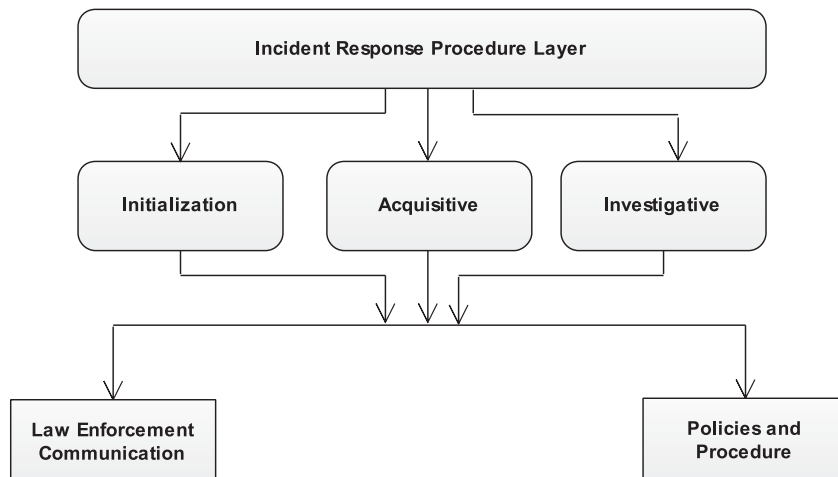 Incident Response Procedure Layer
Initialization
Acquisitive
Investigative
Law Enforcement
Communication
Policies and
Procedure